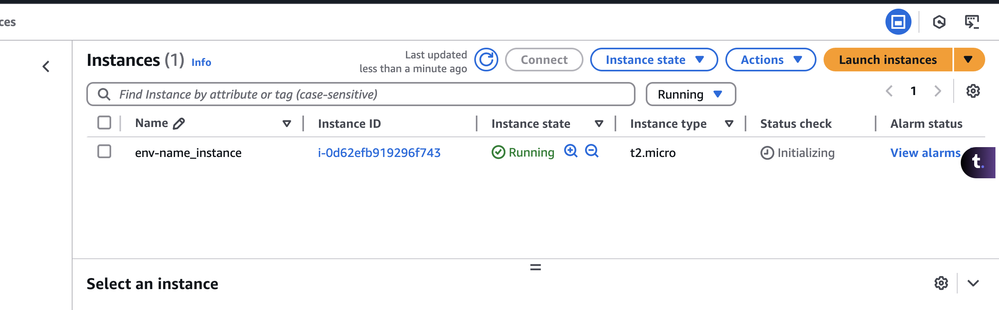 ces
Instances (1) Info
Last updated
less than a minute ago
Connect
Instance state
Actions
Launch instances
Find Instance by attribute or tag (case-sensitive)
Running
1
Name
Instance ID
Instance state
Instance type
Status check
Alarm status
env-name_instance
i-0d62efb919296f743
Running
t2.micro
Initializing
View alarms
t.
Select an instance